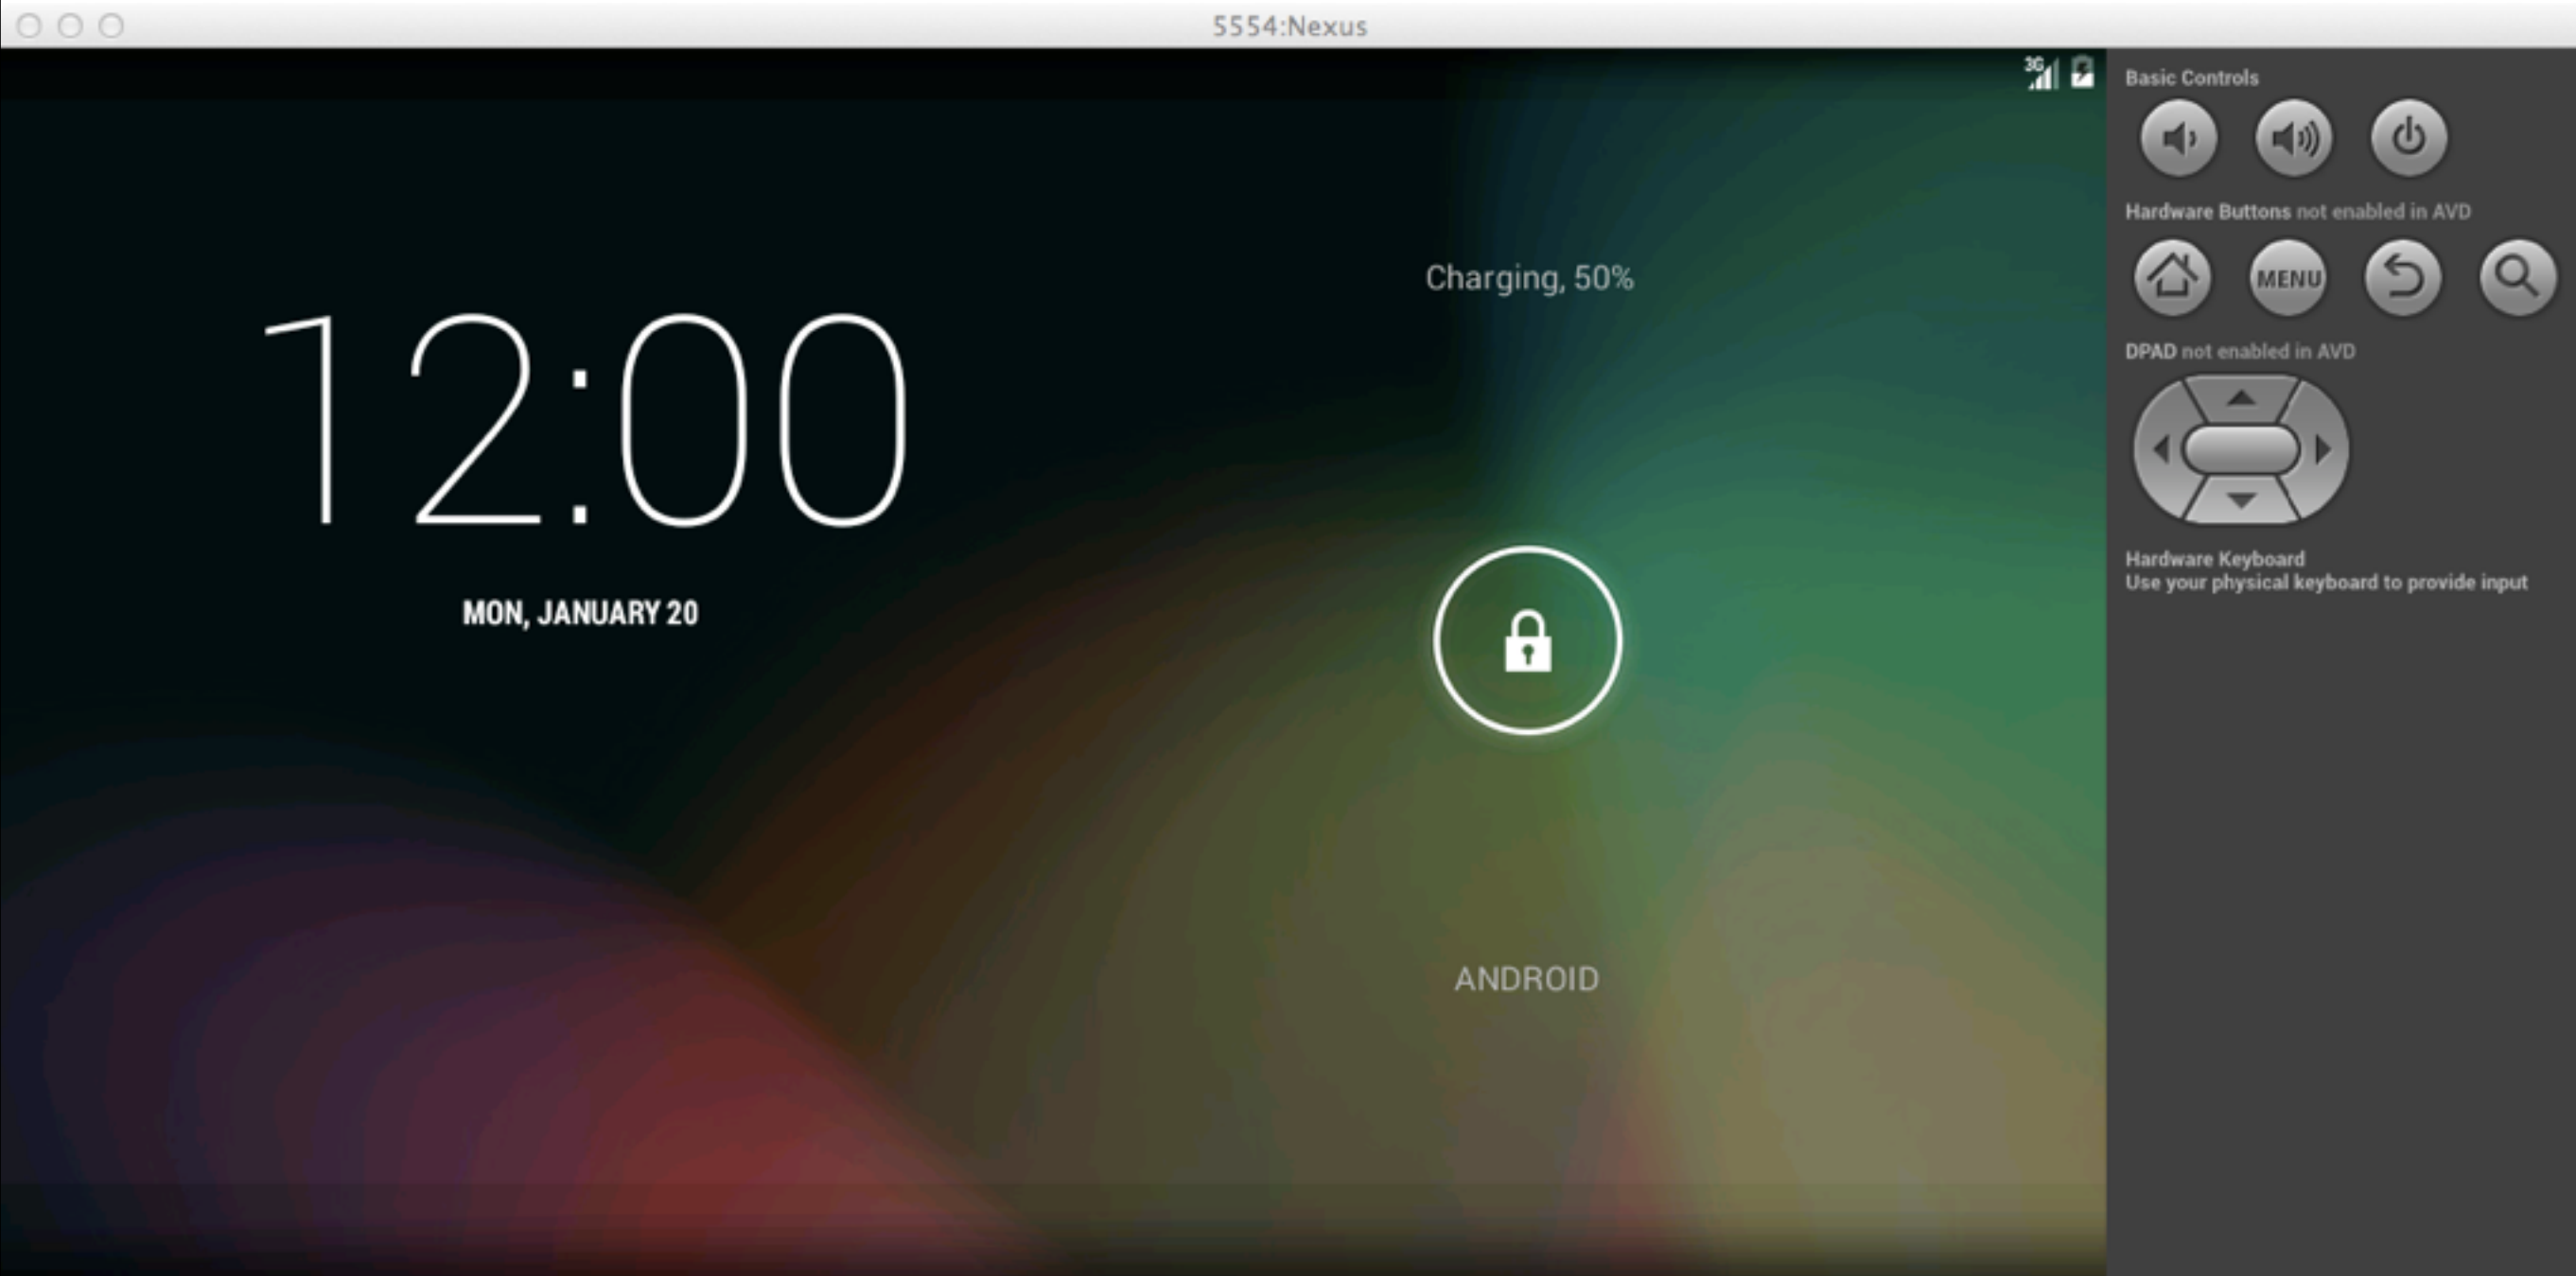 5554:Nexus
3G
Basic Controls
Hardware Buttons not enabled in AVD
MENU
DPAD not enabled in AVD
Hardware Keyboard
Use your physical keyboard to provide input
Charging, 50%
12:00
MON, JANUARY 20
ANDROID